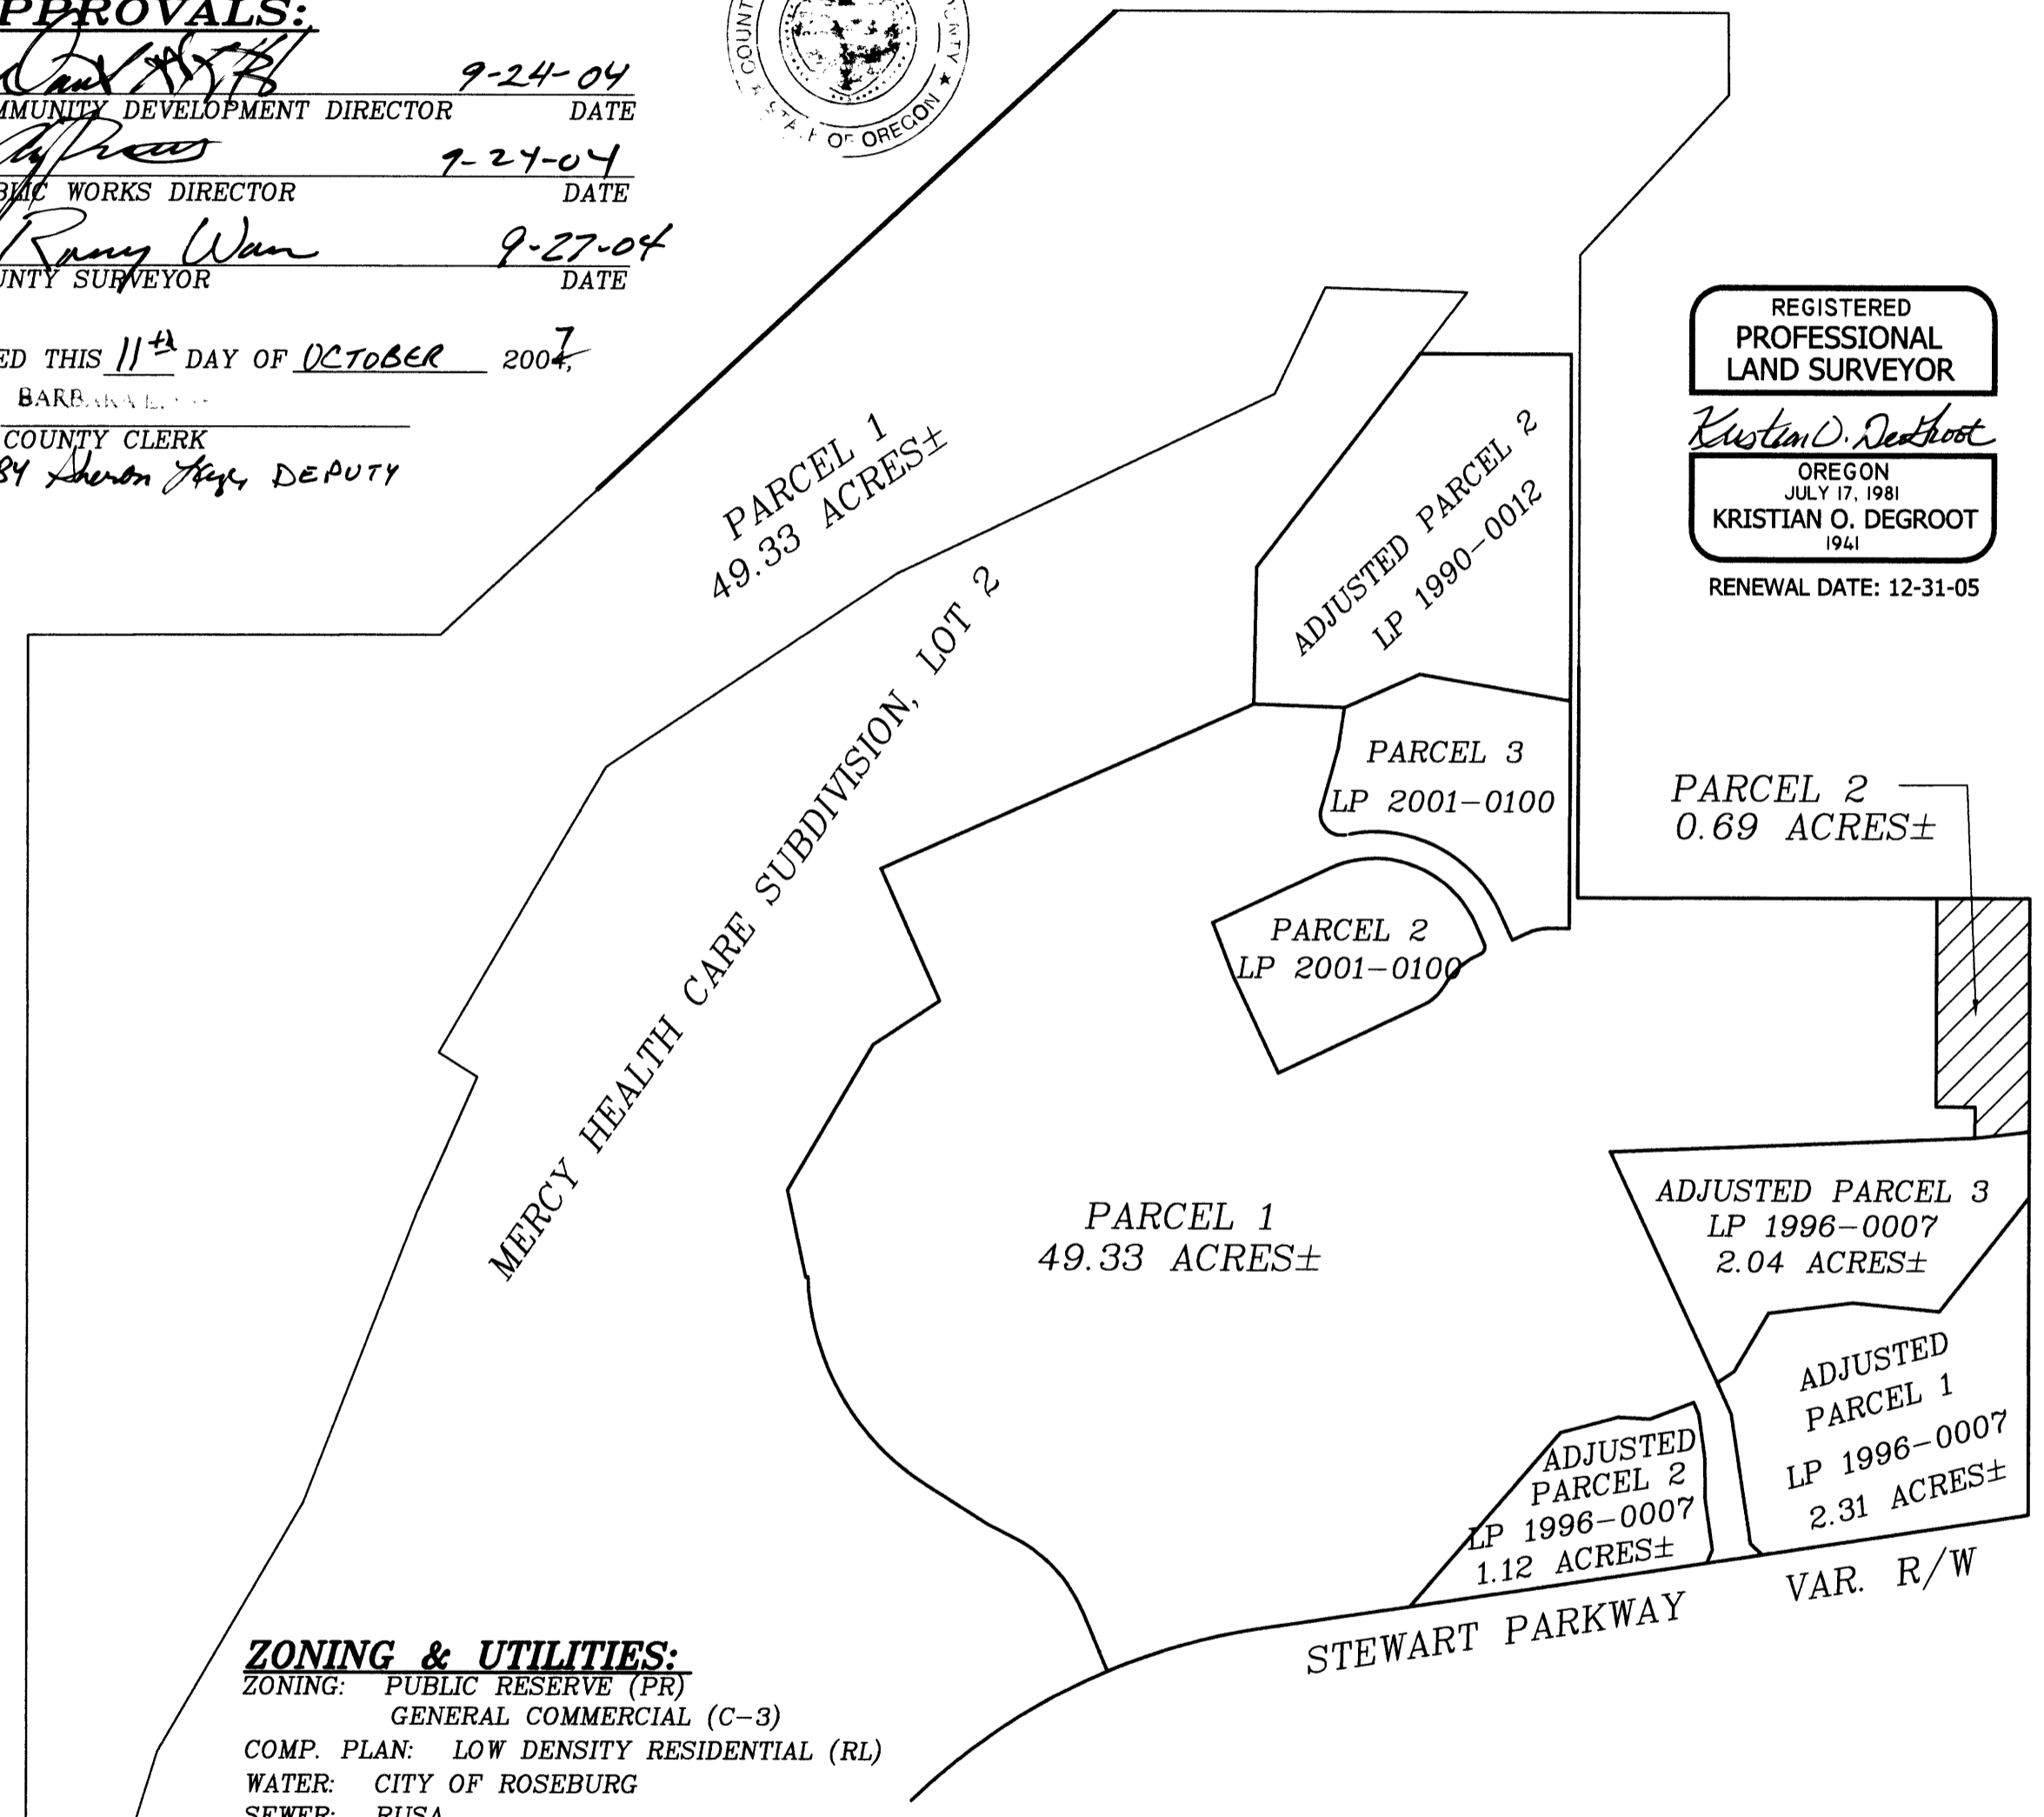 PPROVALS:
9-24-04
MMUNITY DEVELOPMENT DIRECTOR DATE
9-24-04
BLIC WORKS DIRECTOR DATE
9-27-04
UNTY SURVEYOR DATE
ED THIS 11th DAY OF OCTOBER 2007,
COUNTY CLERK
84 DEPUTY
COUNT
UNTY ★
OF OREGON
REGISTERED
PROFESSIONAL
LAND SURVEYOR
Kristian O. DeGroot
OREGON
JULY 17, 1981
KRISTIAN O. DEGROOT
1941
RENEWAL DATE: 12-31-05
PARCEL 1
49.33 ACRES±
ADJUSTED PARCEL 2
LP 1990-0012
MERCY HEALTH CARE SUBDIVISION, LOT 2
PARCEL 3
LP 2001-0100
PARCEL 2
0.69 ACRES±
PARCEL 2
LP 2001-0100
PARCEL 1
49.33 ACRES±
ADJUSTED PARCEL 3
LP 1996-0007
2.04 ACRES±
ADJUSTED
PARCEL 1
LP 1996-0007
2.31 ACRES±
ADJUSTED
PARCEL 2
LP 1996-0007
1.12 ACRES±
STEWART PARKWAY VAR. R/W
ZONING & UTILITIES:
ZONING: PUBLIC RESERVE (PR)
GENERAL COMMERCIAL (C-3)
COMP. PLAN: LOW DENSITY RESIDENTIAL (RL)
WATER: CITY OF ROSEBURG
SEWER: RUSA